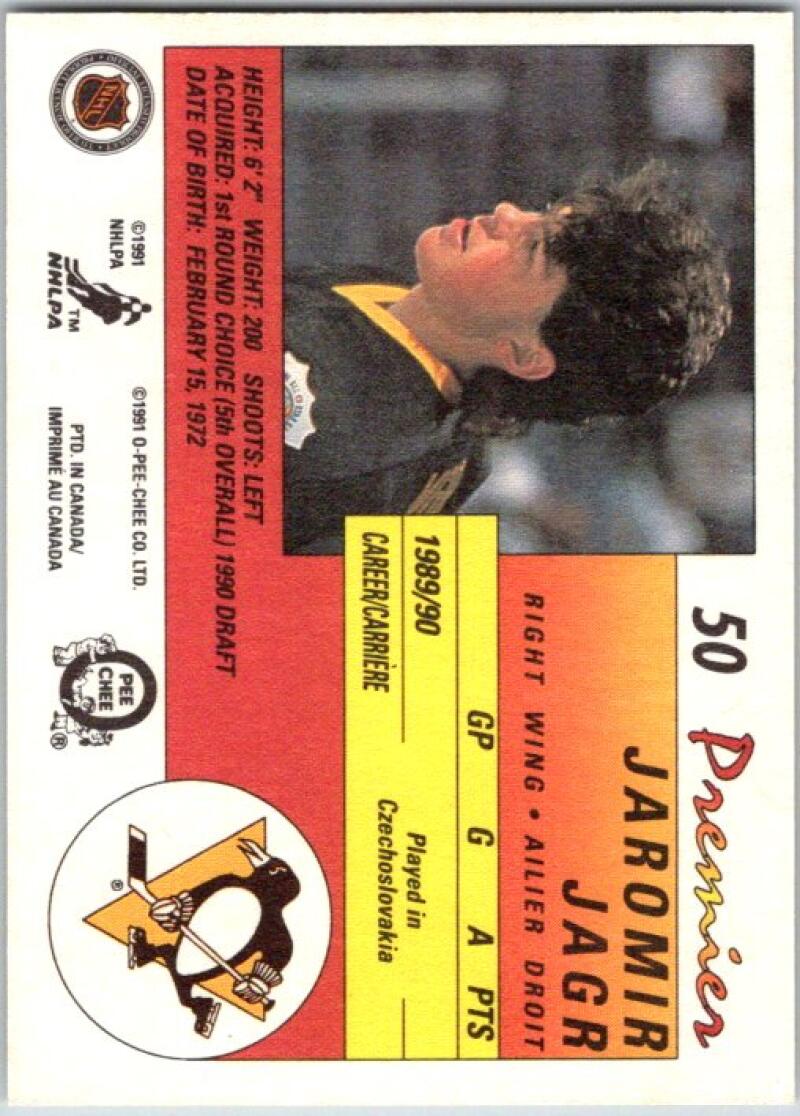 50 Premier
JAROMIR
JAGR
RIGHT WING • AILIER DROIT
GP G A PTS
1989/90 Played in
CAREER/CARRIÈRE Czechoslovakia
HEIGHT: 6' 2" WEIGHT: 200 SHOOTS: LEFT
ACQUIRED: 1st ROUND CHOICE (5th OVERALL) 1990 DRAFT
DATE OF BIRTH: FEBRUARY 15, 1972
NHL
©1991
NHLPA
NHLPA
TM
©1991 O-PEE-CHEE CO. LTD.
PTD. IN CANADA/
IMPRIMÉ AU CANADA
O
PEE
CHEE
®
®